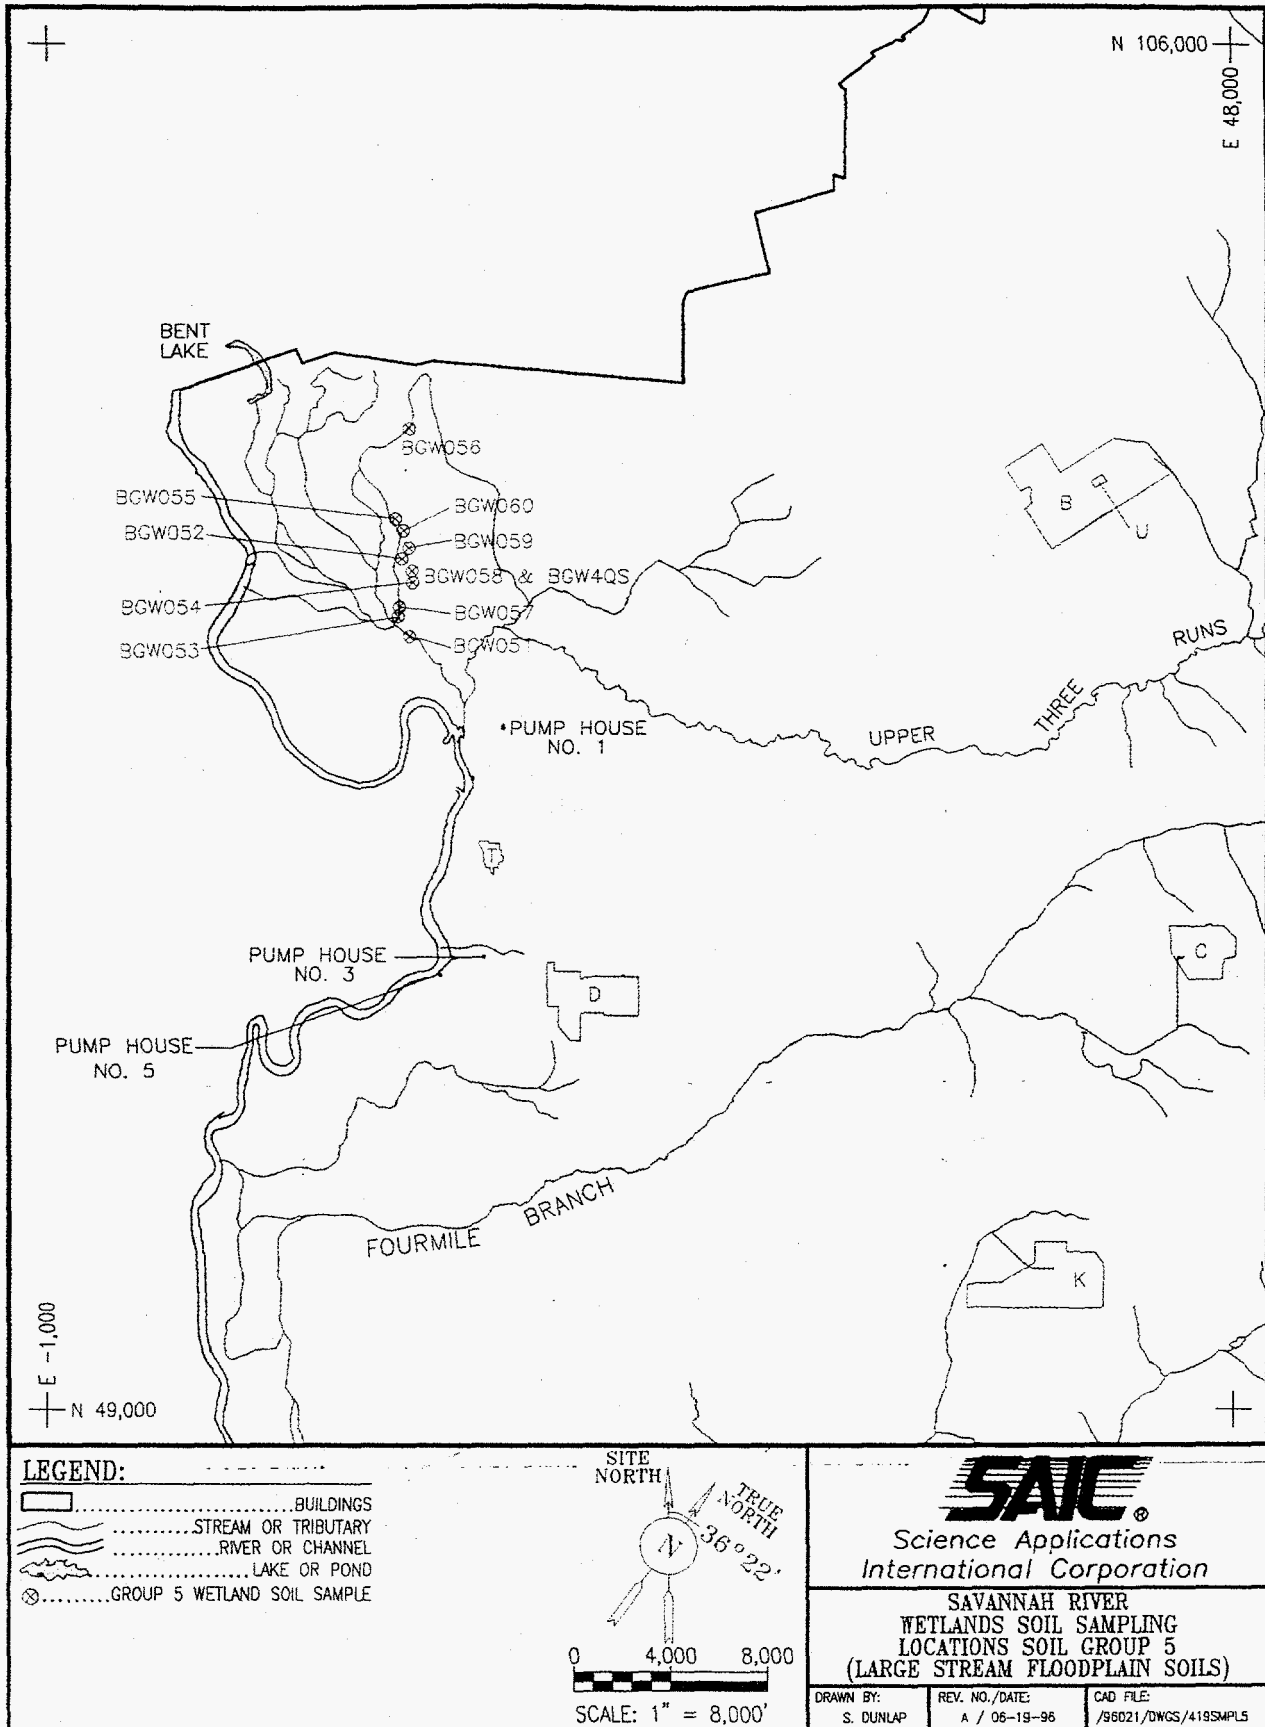 N 106,000
E 48,000
BENT
LAKE
BGW056
BGW055
BGW060
BGW052
BGW059
BGW058 & BGW4QS
BGW054
BGW057
BGW053
BGW051
B
U
RUNS
THREE
UPPER
PUMP HOUSE
NO. 1
T
PUMP HOUSE
NO. 3
D
C
PUMP HOUSE
NO. 5
BRANCH
FOURMILE
K
E -1,000
N 49,000
LEGEND:
BUILDINGS
STREAM OR TRIBUTARY
RIVER OR CHANNEL
LAKE OR POND
GROUP 5 WETLAND SOIL SAMPLE
SITE
NORTH
TRUE
NORTH
36°22'
N
0 4,000 8,000
SCALE: 1" = 8,000'
SAIC®
Science Applications
International Corporation
SAVANNAH RIVER
WETLANDS SOIL SAMPLING
LOCATIONS SOIL GROUP 5
(LARGE STREAM FLOODPLAIN SOILS)
DRAWN BY:
S. DUNLAP
REV. NO./DATE:
A / 06-19-96
CAD FILE:
/96021/DWGS/419SMPL5